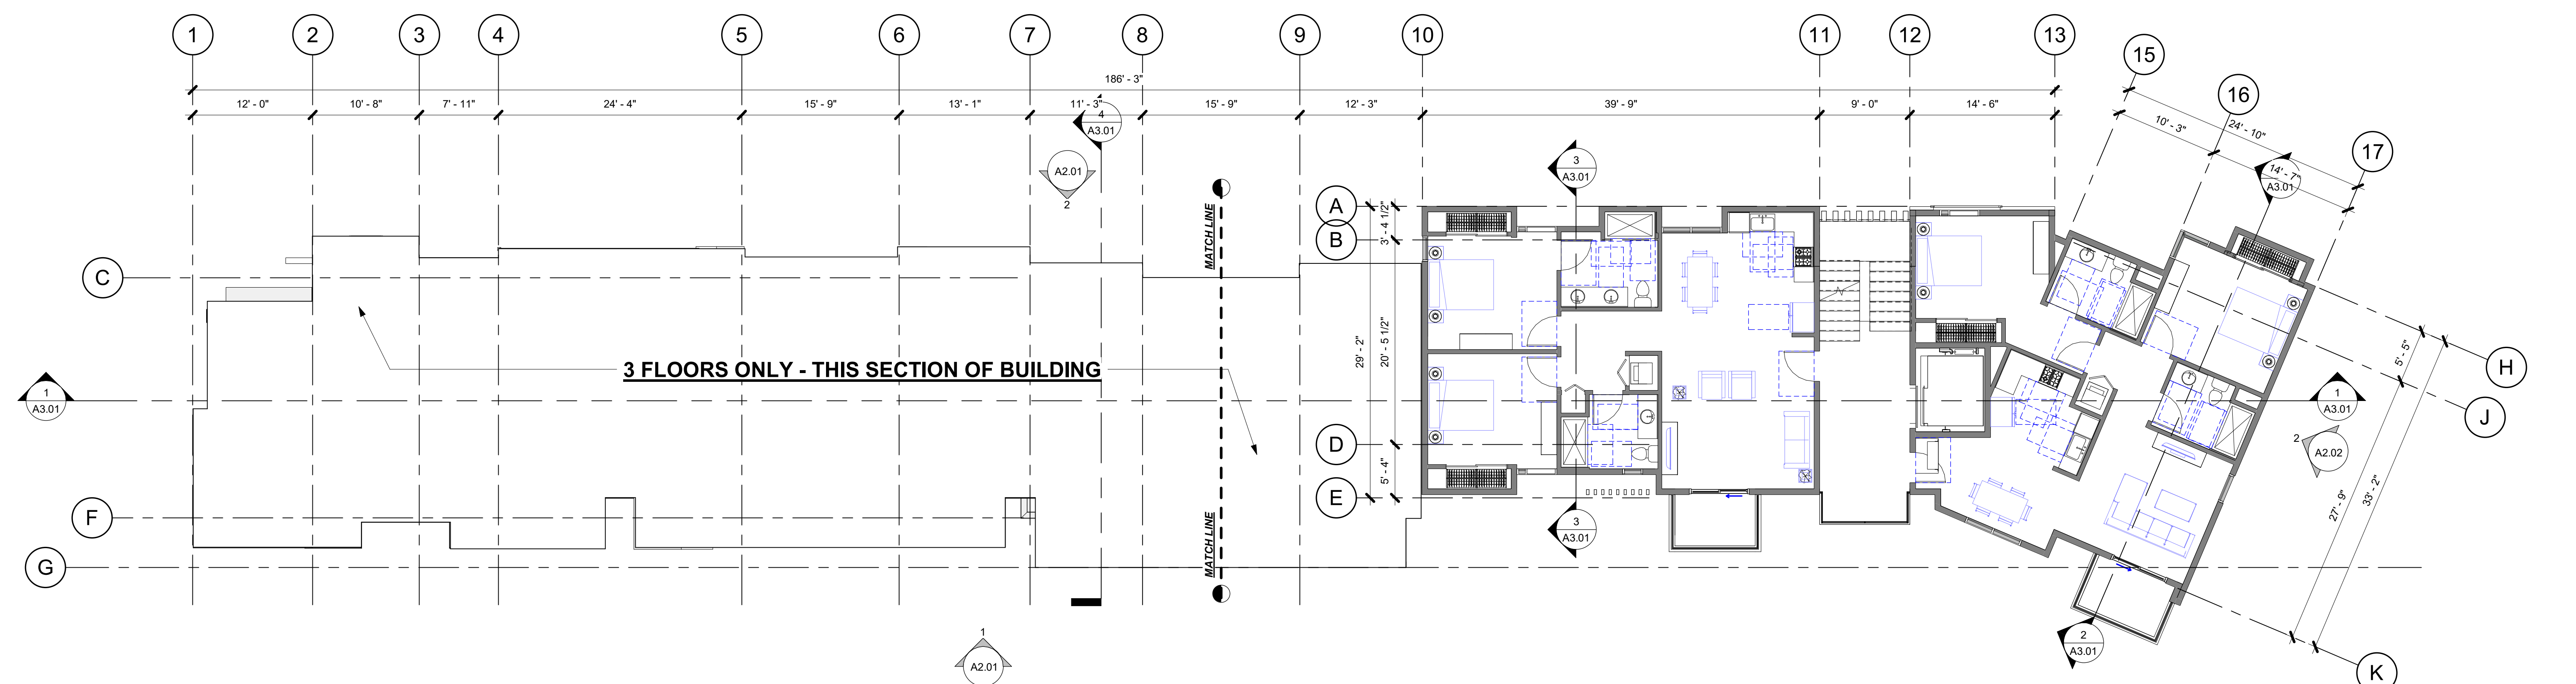 1 2 3 4 5 6 7 8 9 10 11 12 13
15
16
17
186' - 3"
12' - 0" 10' - 8" 7' - 11" 24' - 4" 15' - 9" 13' - 1" 11' - 3" 15' - 9" 12' - 3" 39' - 9" 9' - 0" 14' - 6"
10' - 3"
24' - 10"
14' - 7"
A3.01
4
A3.01
A2.01
2
3
A3.01
MATCH LINE
A
B
C
D
E
F
G
3' - 4 1/2"
29' - 2"
20' - 5 1/2"
5' - 4"
3 FLOORS ONLY - THIS SECTION OF BUILDING
1
A3.01
1
A3.01
5' - 5"
H
J
2
A2.02
27' - 9"
33' - 2"
MATCH LINE
3
A3.01
1
A2.01
2
A3.01
K